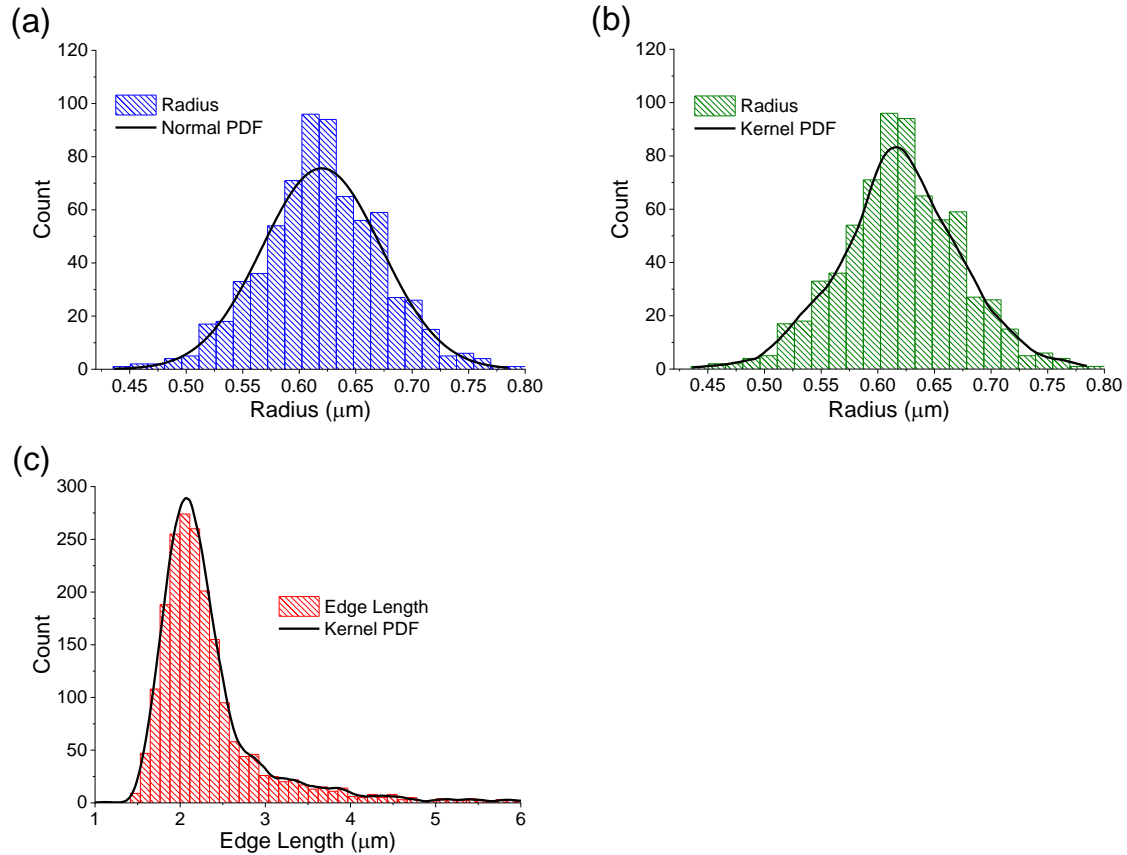 (a)
120
100
80
60
40
20
0
Count
Radius
Normal PDF
0.45 0.50 0.55 0.60 0.65 0.70 0.75 0.80
Radius (μm)
(b)
120
100
80
60
40
20
0
Count
Radius
Kernel PDF
0.45 0.50 0.55 0.60 0.65 0.70 0.75 0.80
Radius (μm)
(c)
300
250
200
150
100
50
0
Count
Edge Length
Kernel PDF
1 2 3 4 5 6
Edge Length (μm)